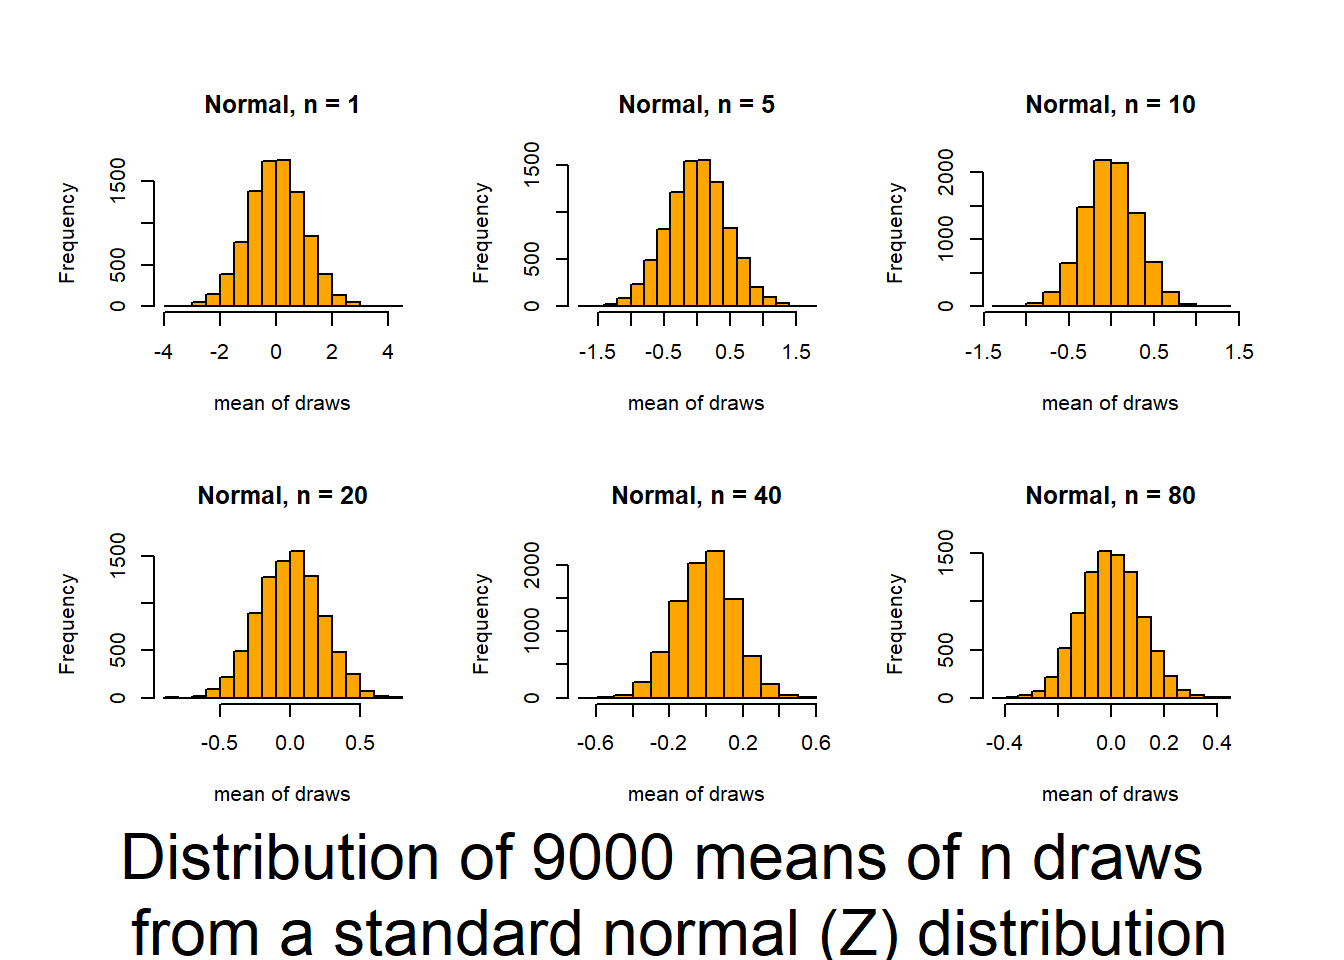 Normal, n = 1
Frequency
0 500 1500
-4 -2 0 2 4
mean of draws
Normal, n = 5
Frequency
0 500 1500
-1.5 -0.5 0.5 1.5
mean of draws
Normal, n = 10
Frequency
0 1000 2000
-1.5 -0.5 0.5 1.5
mean of draws
Normal, n = 20
Frequency
0 500 1500
-0.5 0.0 0.5
mean of draws
Normal, n = 40
Frequency
0 1000 2000
-0.6 -0.2 0.2 0.6
mean of draws
Normal, n = 80
Frequency
0 500 1500
-0.4 0.0 0.2 0.4
mean of draws
Distribution of 9000 means of n draws
from a standard normal (Z) distribution